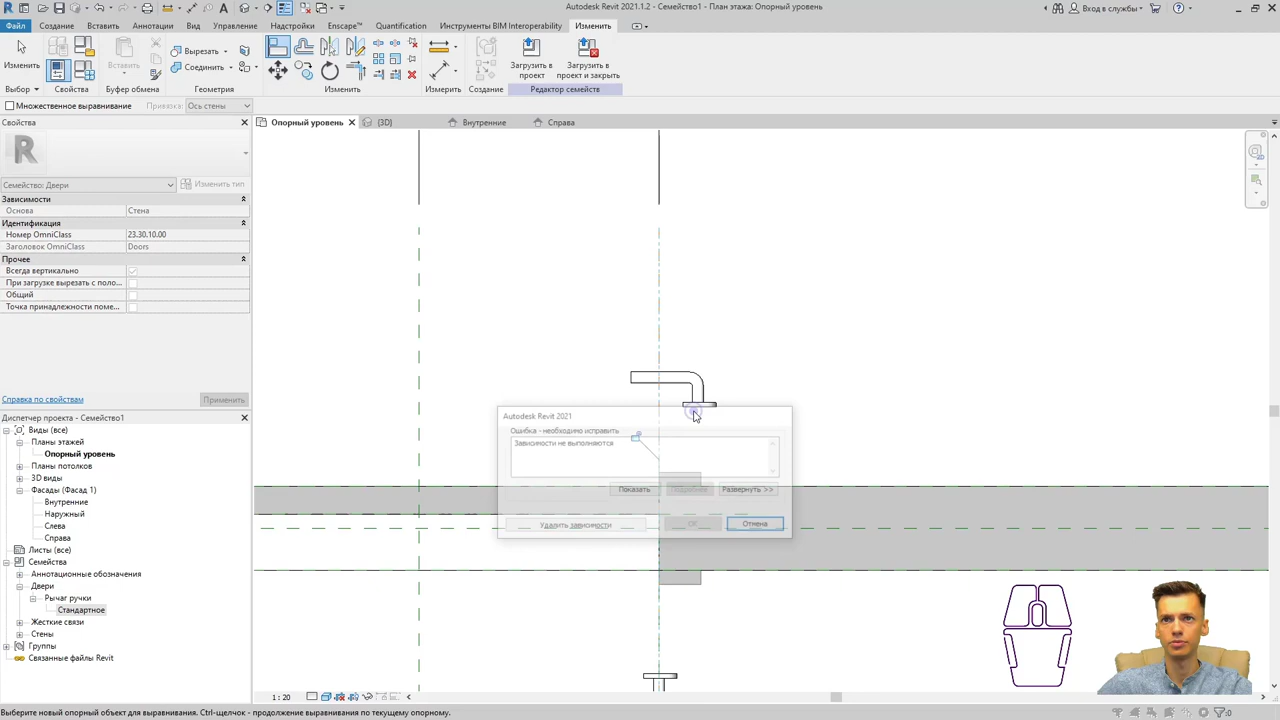 Autodesk Revit 2021.1.2 - Семейство1 - План этажа: Опорный уровень
Вход в службы
Файл
Создание
Вставить
Аннотации
Вид
Управление
Настройки
Enscape™
Quantification
Инструменты BIM Interoperability
Изменить
Изменить
Вставить
Вырезать
Соединить
Загрузить в
проект
Загрузить в
проект и закрыть
Выбор
Свойства
Буфер обмена
Геометрия
Изменить
Измерить
Создание
Редактор семейств
Множественное выравнивание
Привязка:
Ось стены
Свойства
Опорный уровень
{3D}
Внутренние
Справа
Семейство: Двери
Изменить тип
Зависимости
Основа
Стена
Идентификация
Номер OmniClass
23.30.10.00
Заголовок OmniClass
Doors
Прочее
Всегда вертикально
При загрузке вырезать с поло...
Общий
Точка принадлежности поме...
Справка по свойствам
Применить
Диспетчер проекта - Семейство1
Виды (все)
Планы этажей
Опорный уровень
Планы потолков
3D виды
Фасады (Фасад 1)
Внутренние
Наружный
Слева
Справа
Листы (все)
Семейства
Аннотационные обозначения
Двери
Рычаг ручки
Стандартное
Жесткие связи
Стены
Группы
Связанные файлы Revit
Autodesk Revit 2021
Ошибка - необходимо исправить
Зависимости не выполняются
Показать
Подробнее
Развернуть >>
Удалить зависимости
OK
Отмена
1 : 20
Выберите новый опорный объект для выравнивания. Ctrl-щелчок - продолжение выравнивания по текущему опорному.
:0